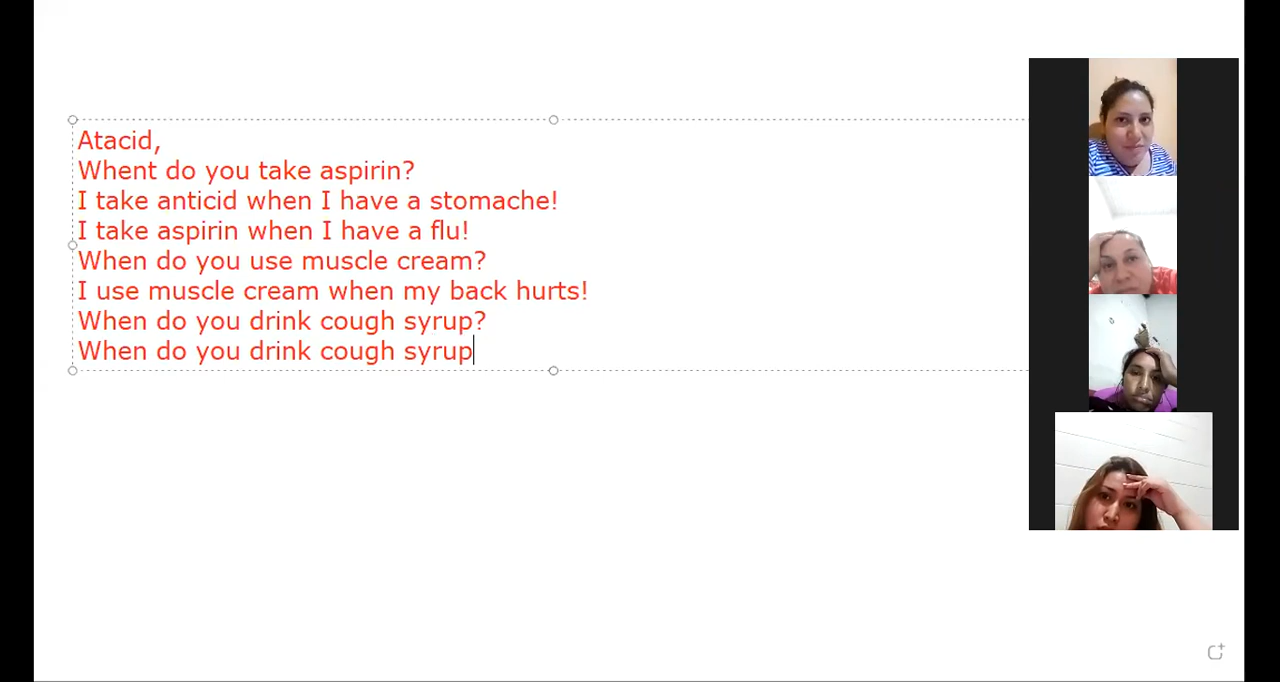 Atacid,
Whent do you take aspirin?
I take anticid when I have a stomache!
I take aspirin when I have a flu!
When do you use muscle cream?
I use muscle cream when my back hurts!
When do you drink cough syrup?
When do you drink cough syrup